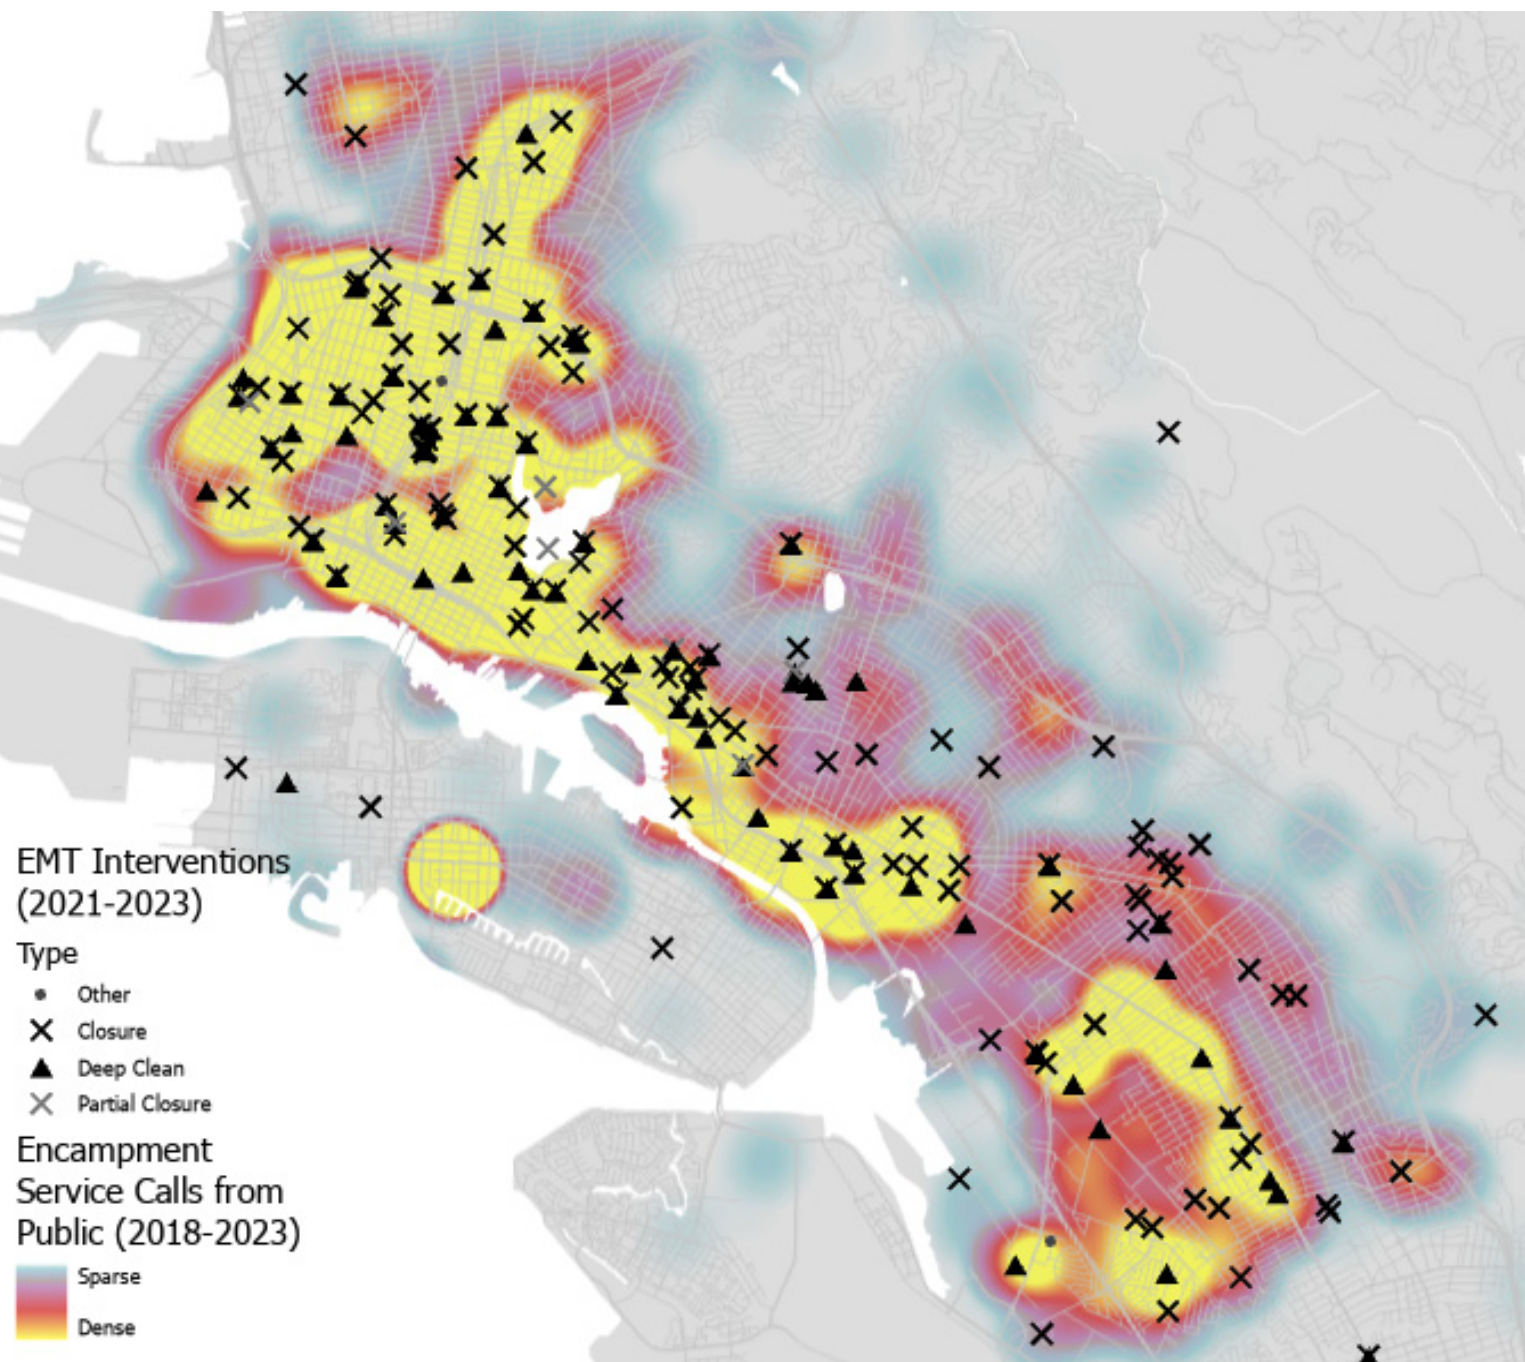 EMT Interventions
(2021-2023)
Type
Other
Closure
Deep Clean
Partial Closure
Encampment
Service Calls from
Public (2018-2023)
Sparse
Dense